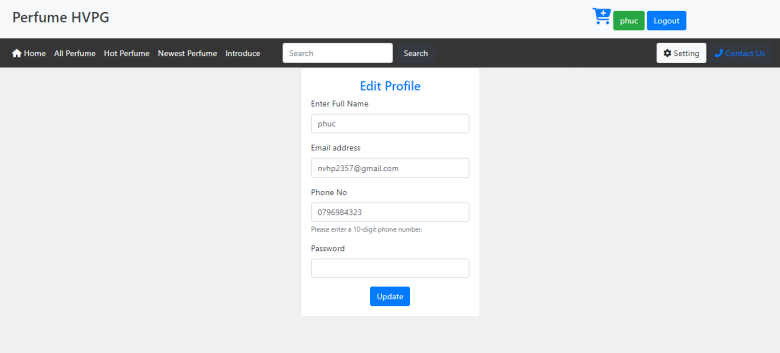 Perfume HVPG
phuc
Logout
Home All Perfume Hot Perfume Newest Perfume Introduce
Search
Search
Setting
Contact Us
Edit Profile
Enter Full Name
phuc
Email address
nvhp2357@gmail.com
Phone No
0796984323
Please enter a 10-digit phone number.
Password
Update